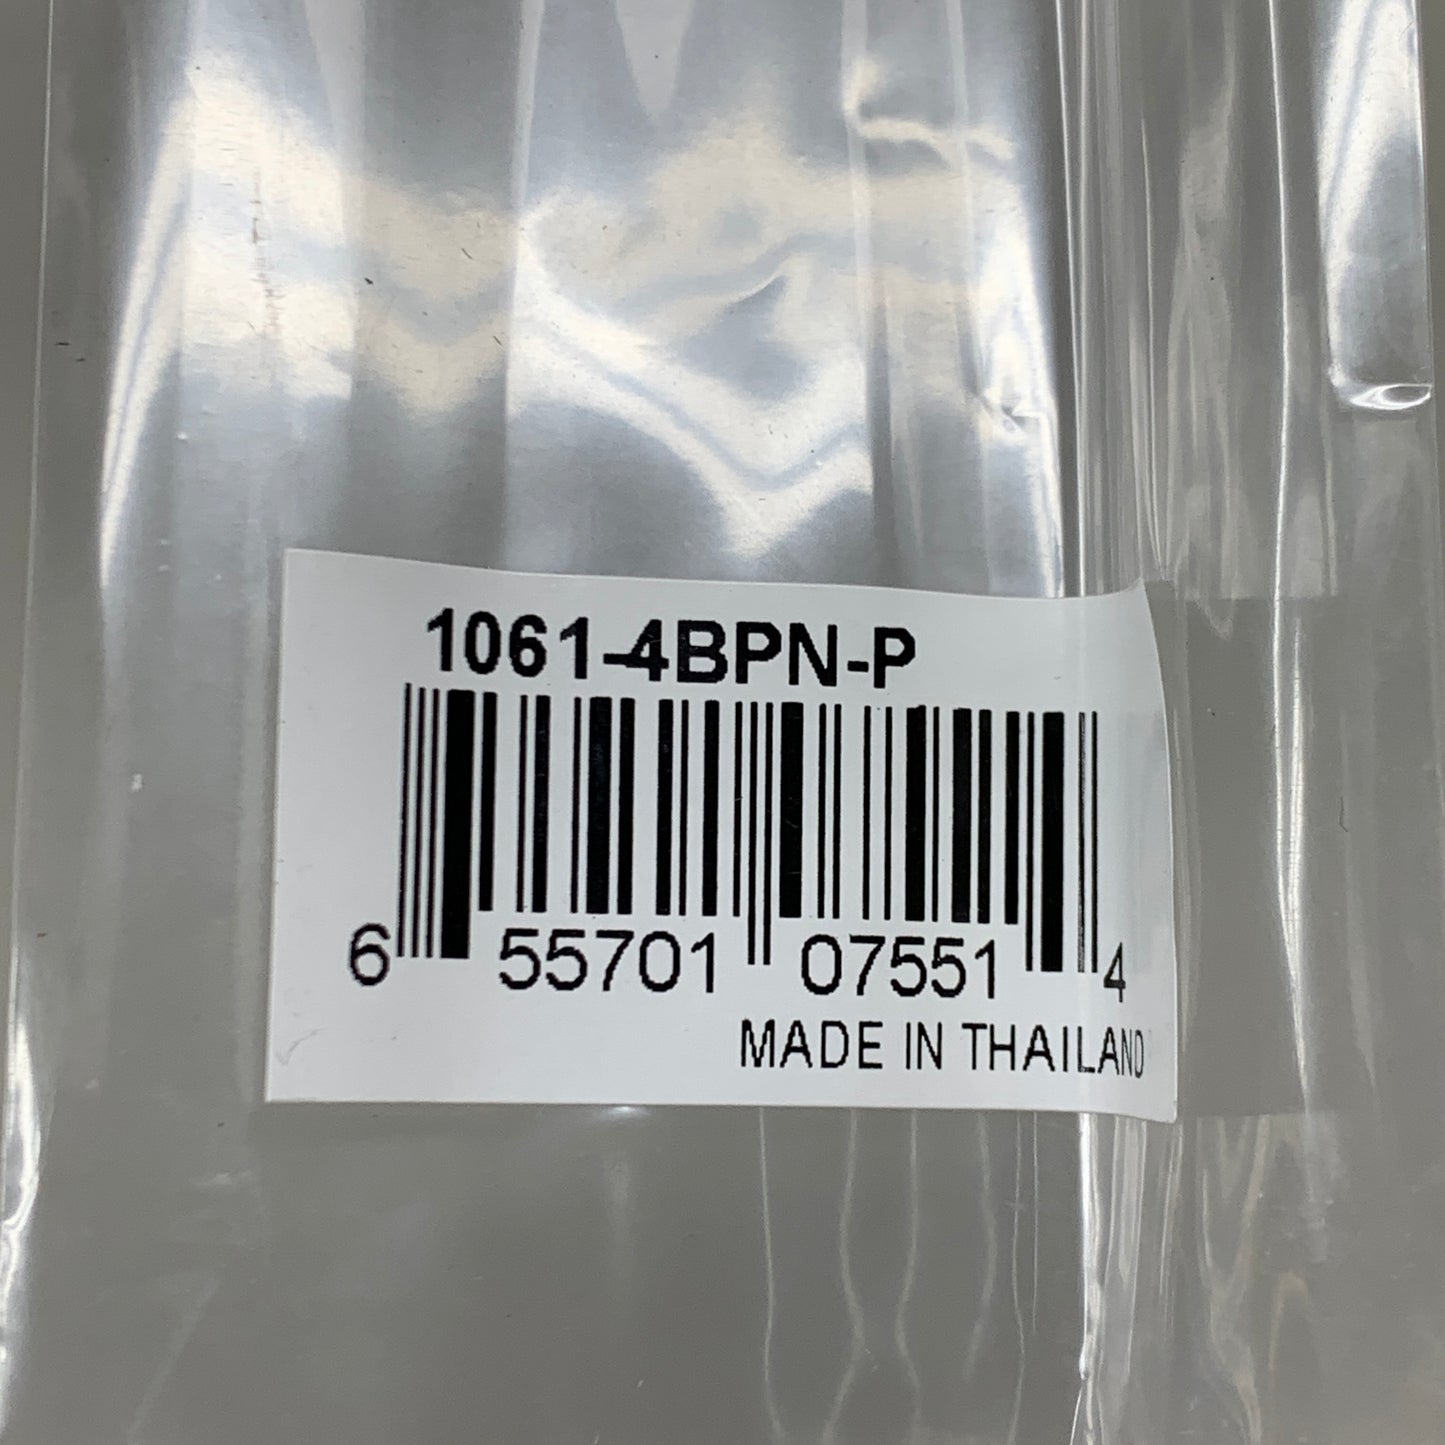 1061-4BPN-P
6 55701 07551 4
MADE IN THAILAND